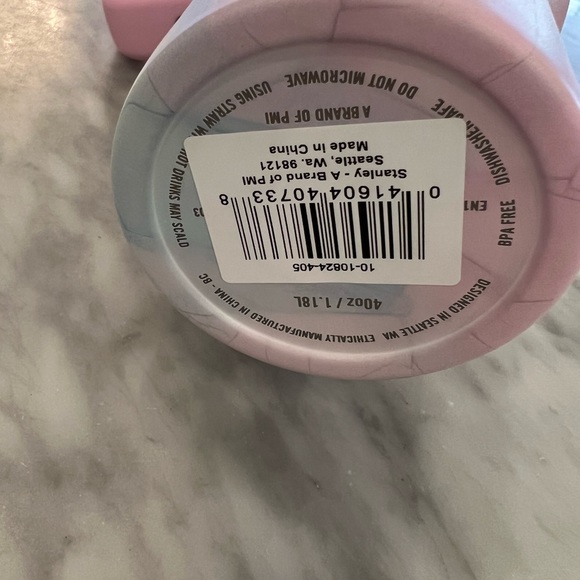 DESIGNED IN SEATTLE WA
ETHICALLY MANUFACTURED IN CHINA - BC
40oz / 1.18L
10-10824-405
0 41604 40733 8
Stanley - A Brand of PMI
Seattle, Wa. 98121
Made In China
A BRAND OF PMI
BPA FREE
DISHWASHER SAFE
DO NOT MICROWAVE
USING STRAW
HOT DRINKS MAY SCALD